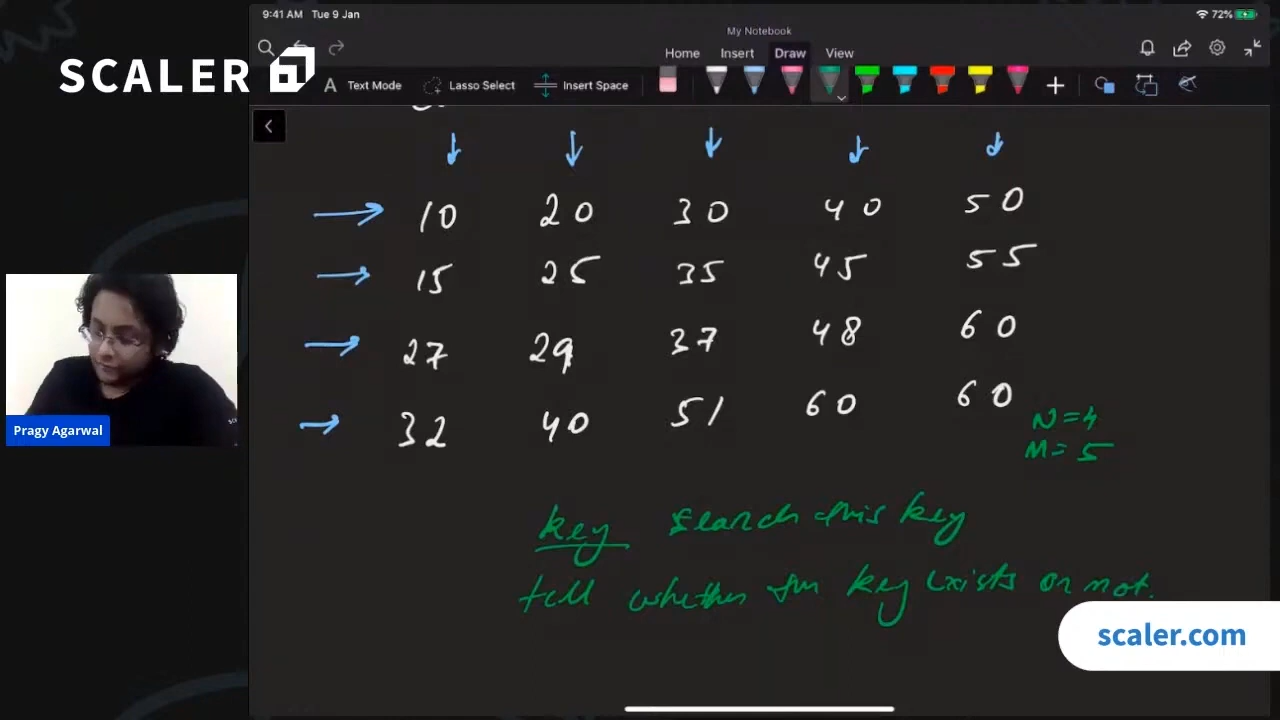 9:41 AM Tue 9 Jan
72%
My Notebook
Home Insert Draw View
SCALER
Text Mode Lasso Select Insert Space
10 20 30 40 50
15 25 35 45 55
27 29 37 48 60
32 40 51 60 60
N=4
M=5
Pragy Agarwal
key search this key
tell whether key exists or not.
scaler.com